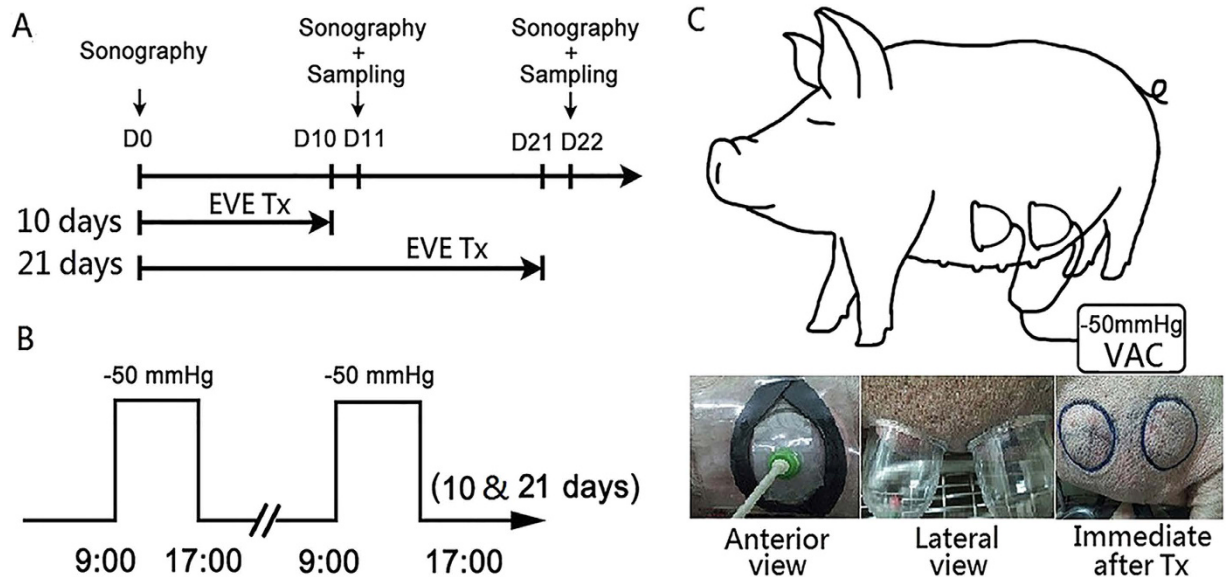 A
Sonography
Sonography
+
Sampling
Sonography
+
Sampling
D0
D10 D11
D21 D22
10 days
EVE Tx
21 days
EVE Tx
B
-50 mmHg
-50 mmHg
(10 & 21 days)
9:00
17:00
9:00
17:00
C
-50mmHg
VAC
Anterior
view
Lateral
view
Immediate
after Tx